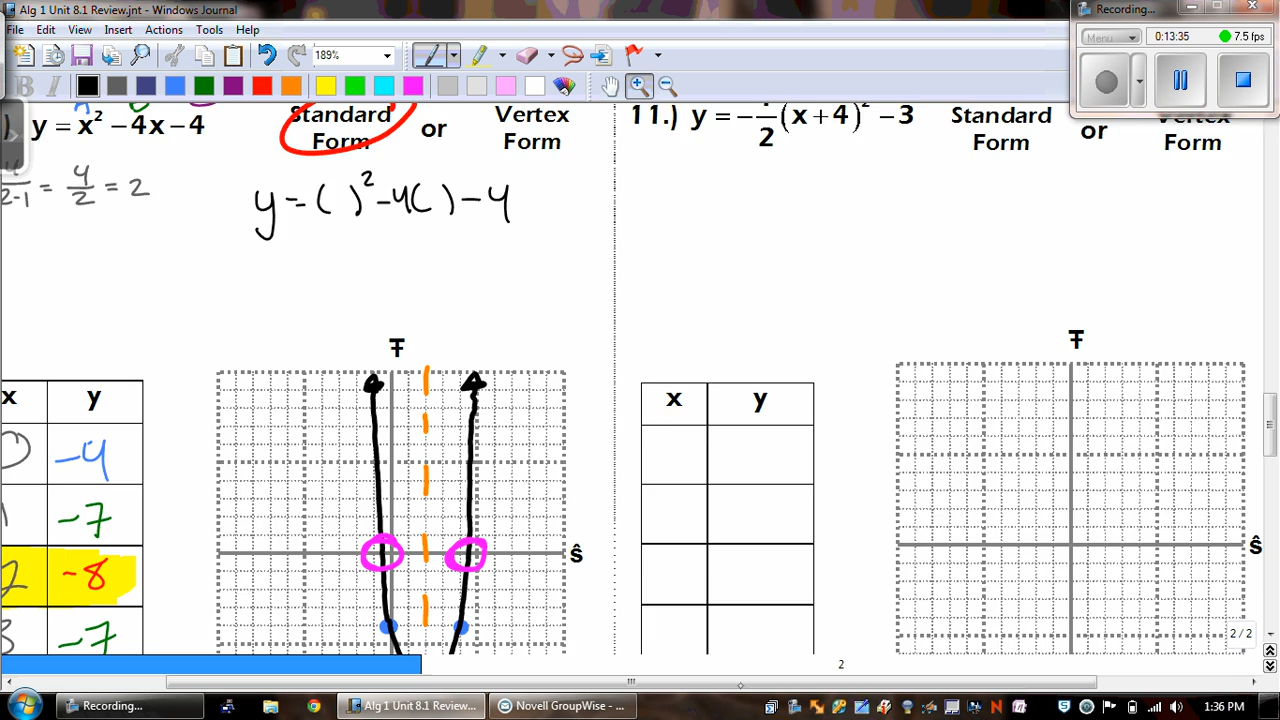 Alg 1 Unit 8.1 Review.jnt - Windows Journal
File Edit View Insert Actions Tools Help
189%
Recording...
Menu
0:13:35
7.5 fps
) y = x² − 4x − 4
Standard Form or Vertex Form
= 4/2 = 2
y = ( )² - 4( ) - 4
x y
0 -4
1 -7
2 -8
3 -7
Ŧ
ŝ
11.) y = − /2 (x + 4)² − 3
Standard Form or Vertex Form
x y
Ŧ
ŝ
2 / 2
2
Recording...
Alg 1 Unit 8.1 Review...
Novell GroupWise - ...
1:36 PM